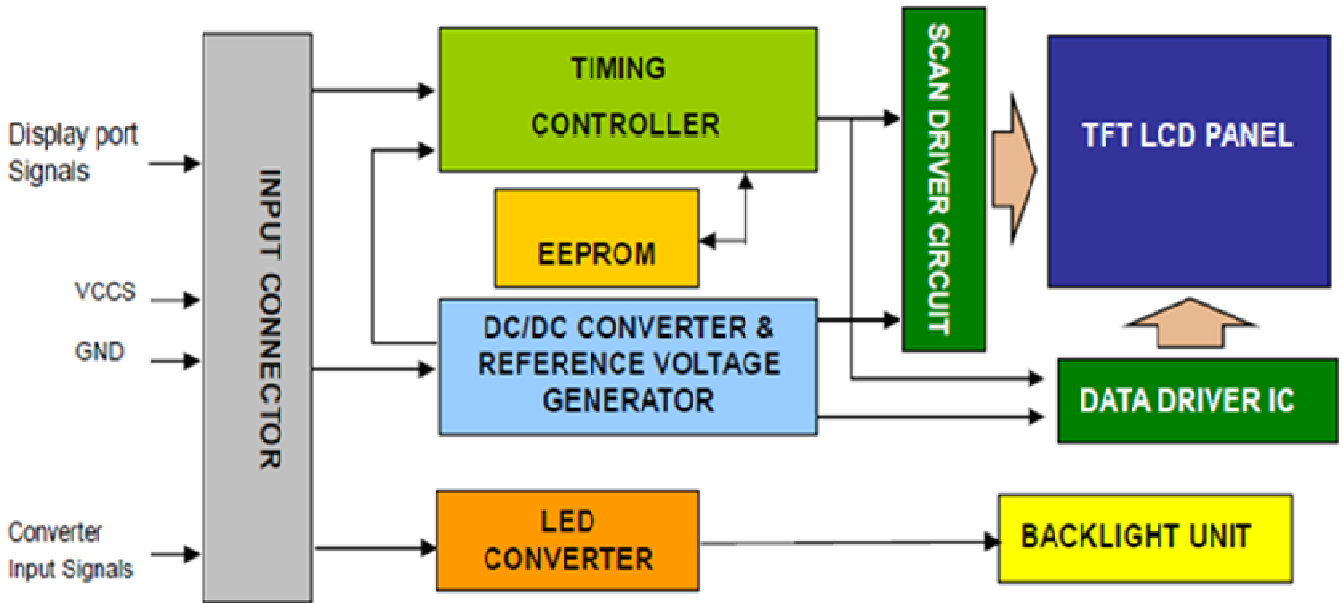 Display port
Signals
VCCS
GND
Converter
Input Signals
INPUT CONNECTOR
TIMING
CONTROLLER
EEPROM
DC/DC CONVERTER &
REFERENCE VOLTAGE
GENERATOR
LED
CONVERTER
SCAN DRIVER CIRCUIT
TFT LCD PANEL
DATA DRIVER IC
BACKLIGHT UNIT